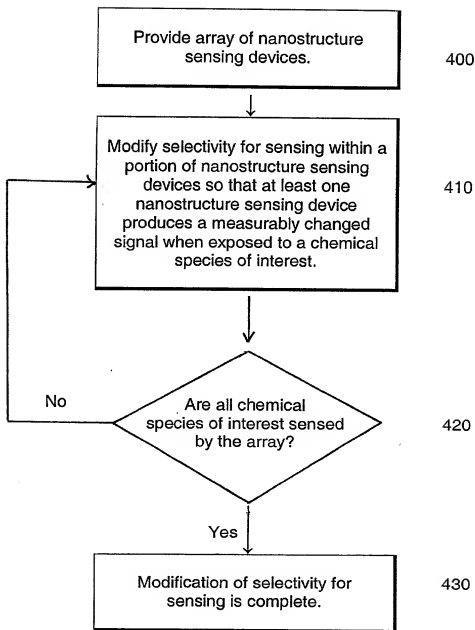 Provide array of nanostructure
sensing devices.
400
Modify selectivity for sensing within a
portion of nanostructure sensing
devices so that at least one
nanostructure sensing device
produces a measurably changed
signal when exposed to a chemical
species of interest.
410
No
Are all chemical
species of interest sensed
by the array?
420
Yes
Modification of selectivity for
sensing is complete.
430